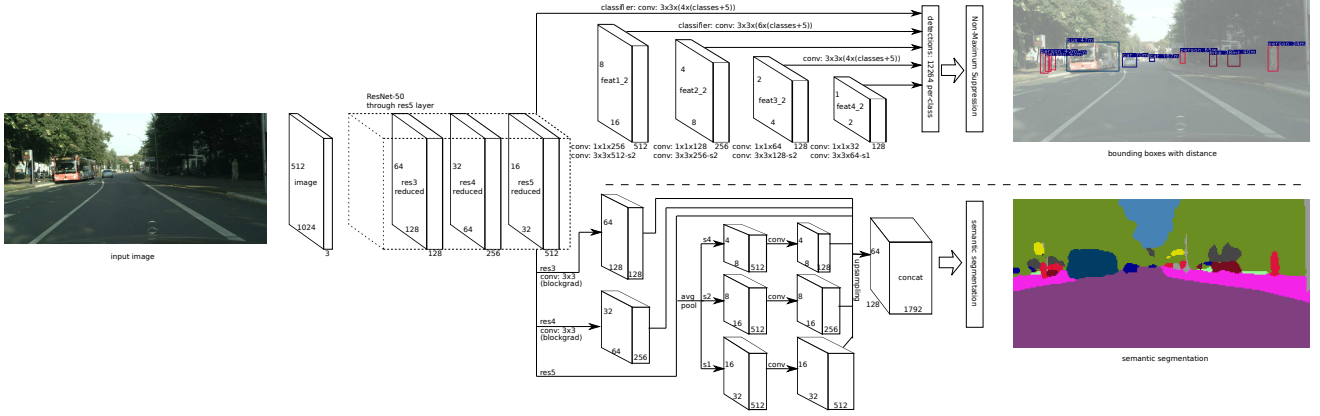 classifier: conv: 3x3x(4x(classes+5))
classifier: conv: 3x3x(6x(classes+5))
conv: 3x3x(4x(classes+5))
8
feat1_2
16
4
feat2_2
8
2
feat3_2
4
1
feat4_2
2
conv: 1x1x256
512
conv: 3x3x512-s2
conv: 1x1x128
256
conv: 3x3x256-s2
conv: 1x1x64
128
conv: 3x3x128-s2
conv: 1x1x32
128
conv: 3x3x64-s1
detections: 12264 per-class
Non-Maximum Suppression
bounding boxes with distance
input image
512
image
1024
3
ResNet-50
through res5 layer
64
res3
reduced
128
128
32
res4
reduced
64
256
16
res5
reduced
32
512
res3
conv: 3x3
(blockgrad)
64
128
128
res4
conv: 3x3
(blockgrad)
32
64
256
res5
avg
pool
s4
4
8
512
conv
4
8
128
s2
8
16
512
conv
8
16
256
s1
16
32
512
conv
16
32
512
upsampling
64
128
concat
1792
semantic segmentation
semantic segmentation